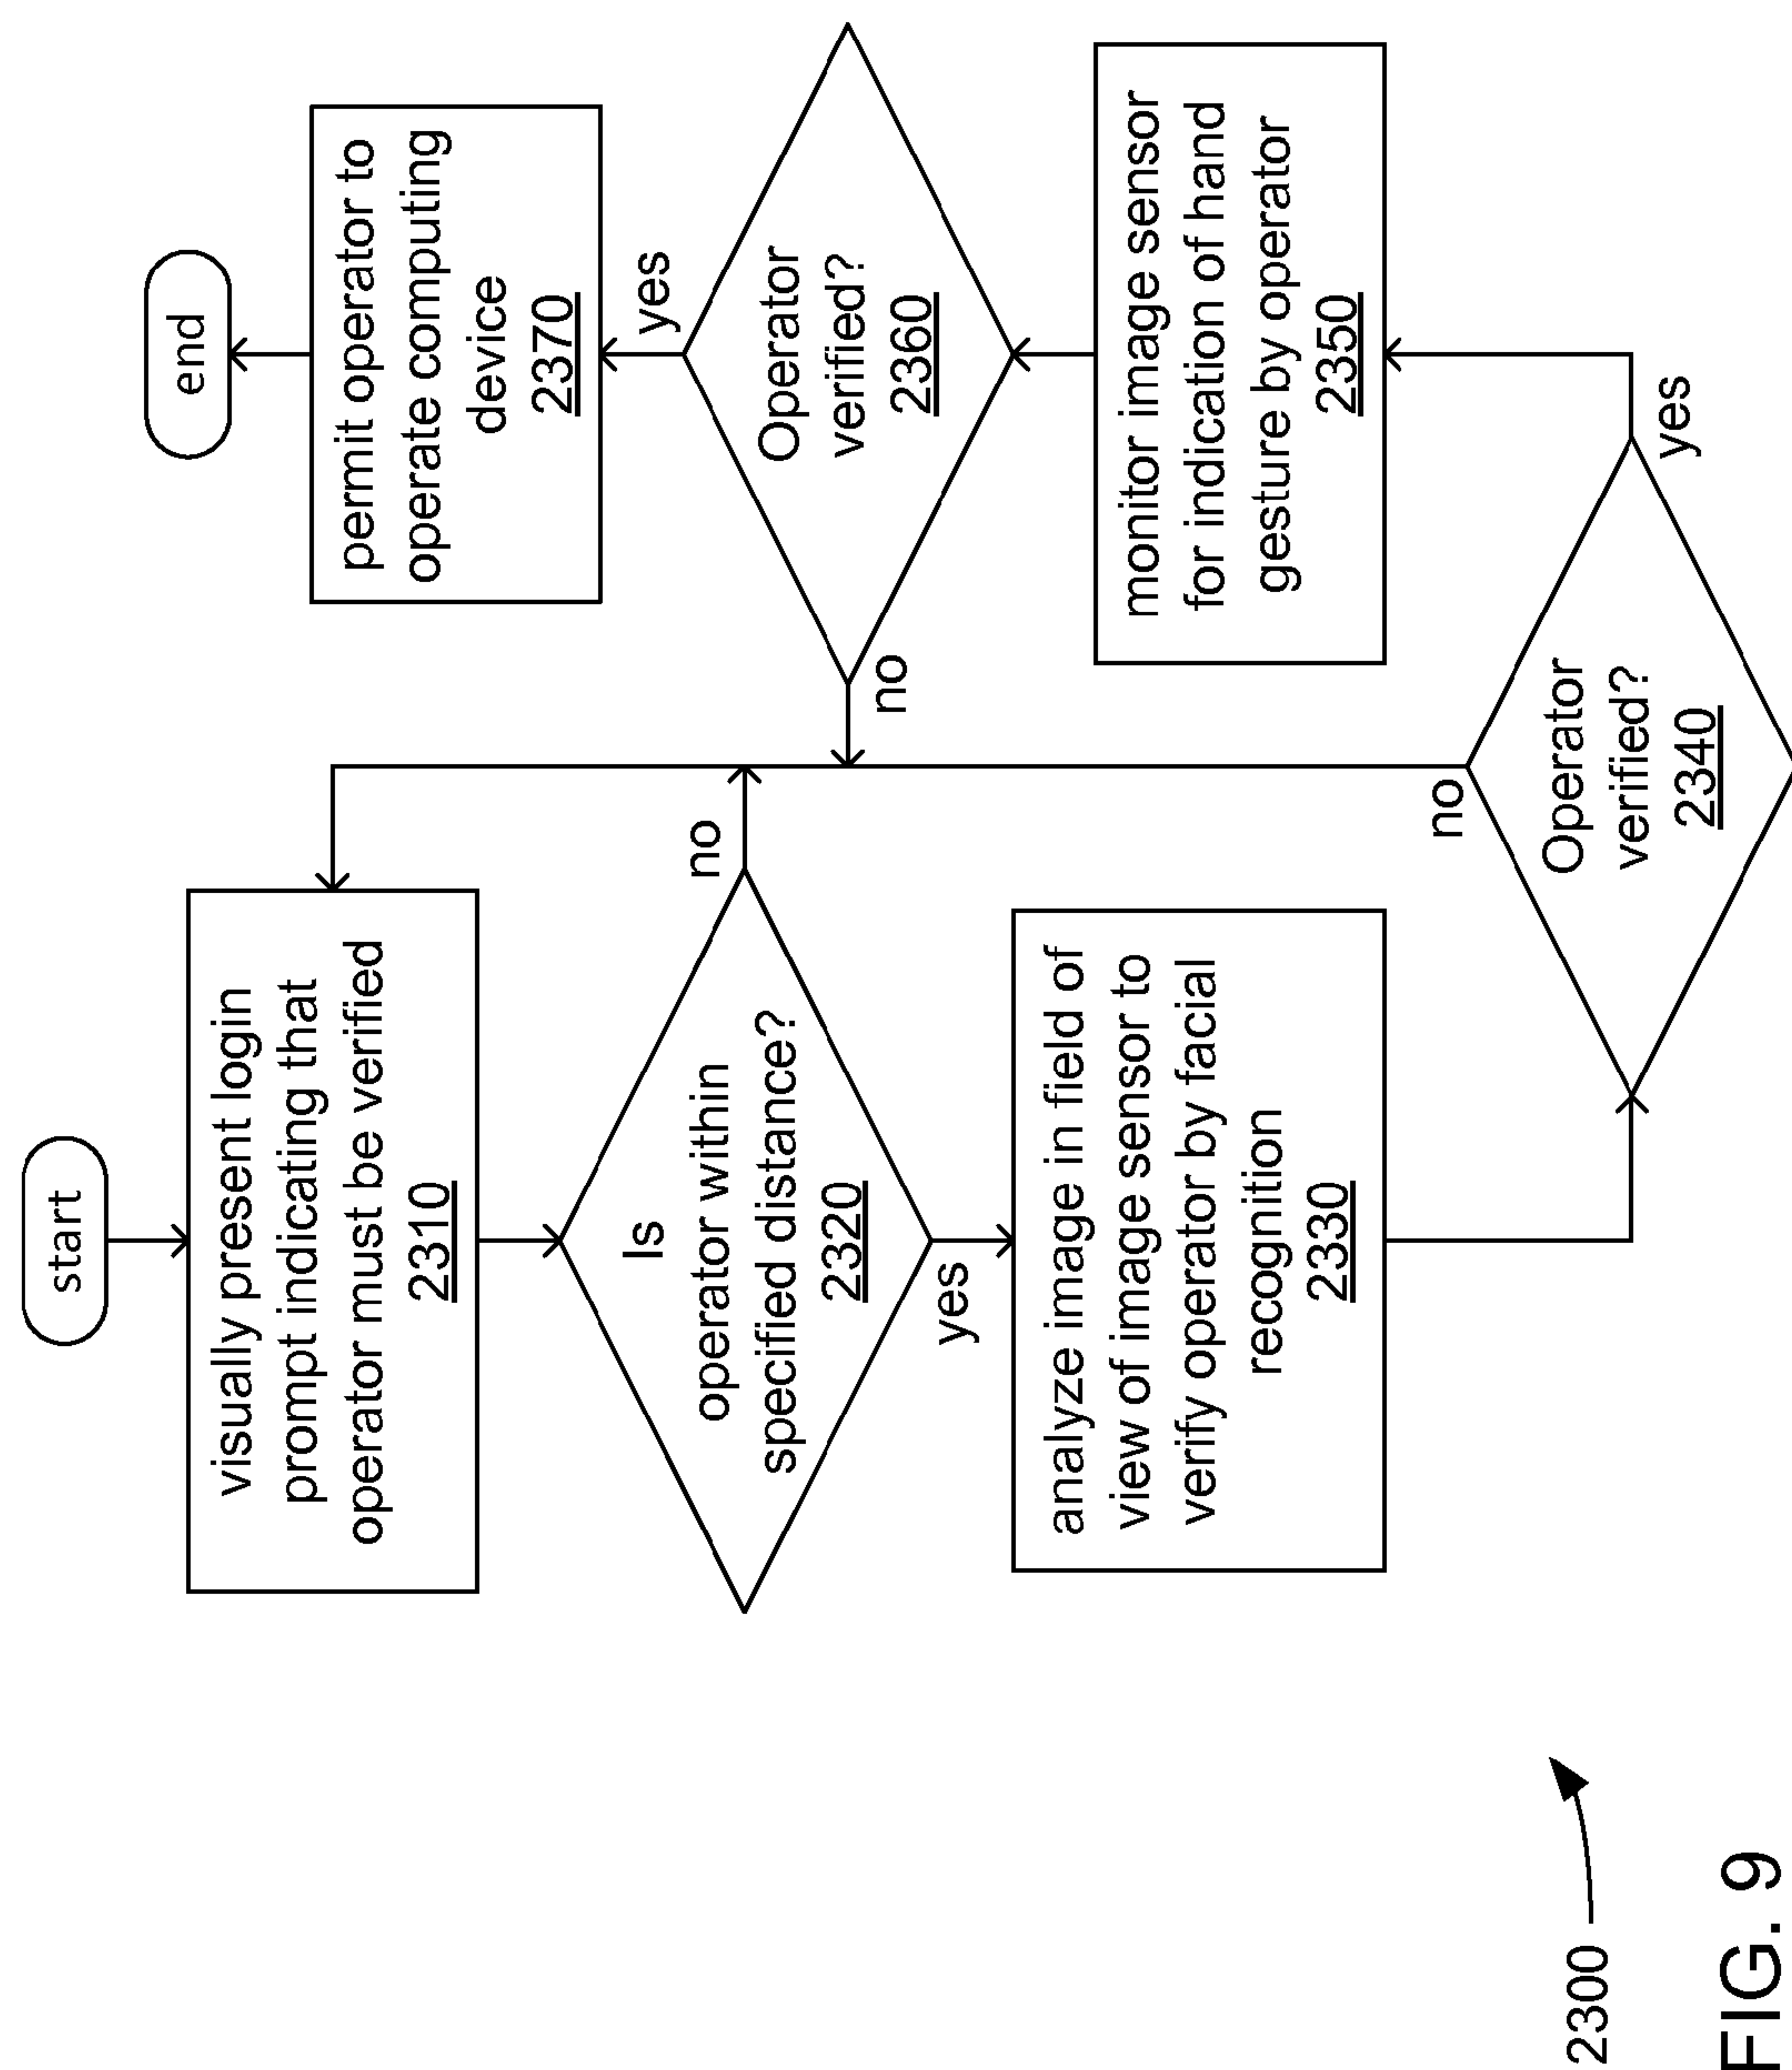 start
visually present login
prompt indicating that
operator must be verified
2310
Is
operator within
specified distance?
2320
no
yes
analyze image in field of
view of image sensor to
verify operator by facial
recognition
2330
Operator
verified?
2340
no
yes
monitor image sensor
for indication of hand
gesture by operator
2350
Operator
verified?
2360
no
yes
permit operator to
operate computing
device
2370
end
2300
FIG. 9